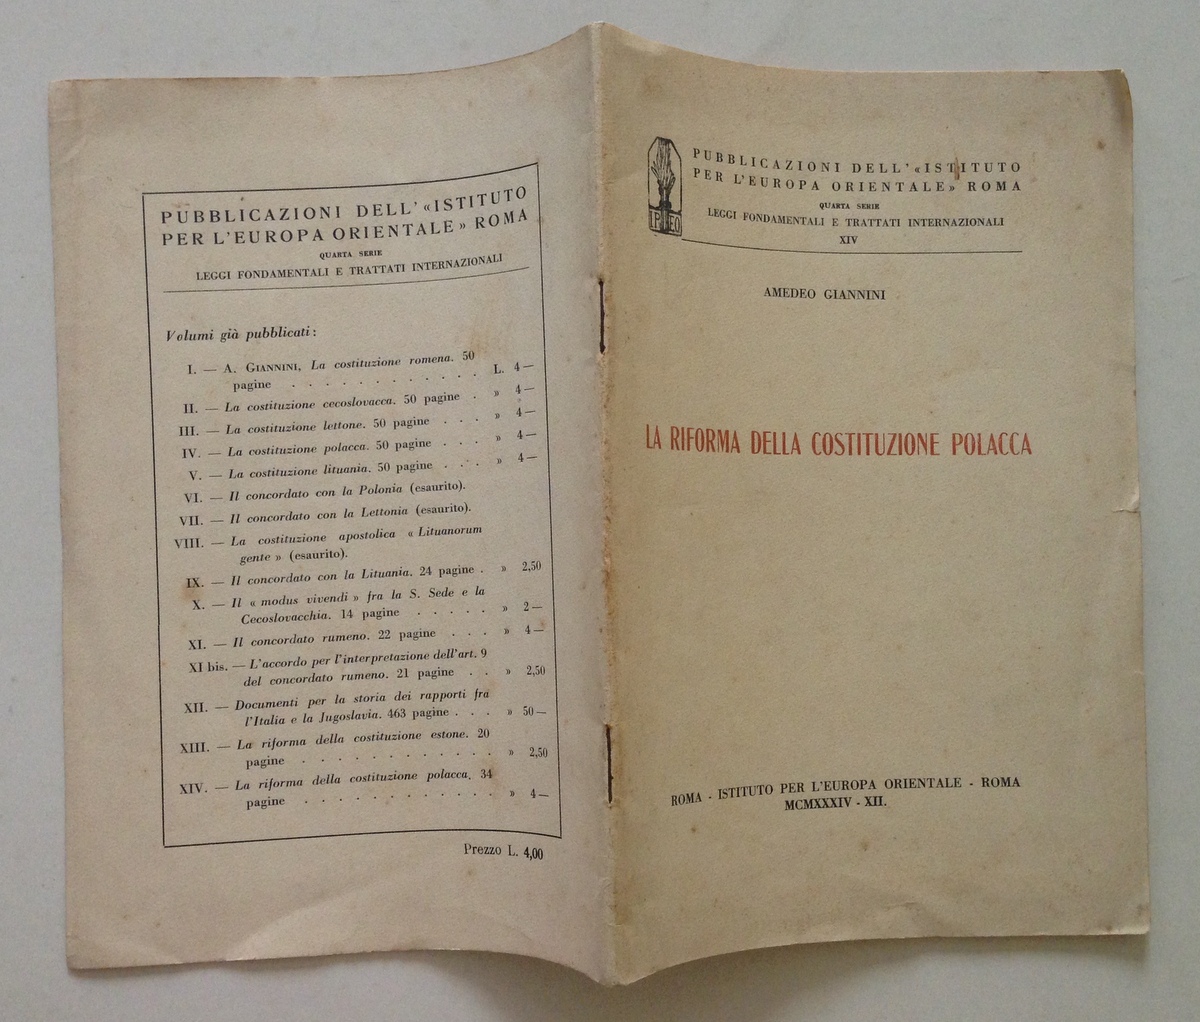 PUBBLICAZIONI DELL'«ISTITUTO
PER L'EUROPA ORIENTALE» ROMA
QUARTA SERIE
LEGGI FONDAMENTALI E TRATTATI INTERNAZIONALI
Volumi già pubblicati:
I. — A. GIANNINI, La costituzione romena. 50
pagine . . . . . . . . . . . . L. 4—
II. — La costituzione cecoslovacca. 50 pagine . » 4—
III. — La costituzione lettone. 50 pagine . . . » 4—
IV. — La costituzione polacca. 50 pagine . . . » 4—
V. — La costituzione lituania. 50 pagine . . . » 4—
VI. — Il concordato con la Polonia (esaurito).
VII. — Il concordato con la Lettonia (esaurito).
VIII. — La costituzione apostolica « Lituanorum
gente » (esaurito).
IX. — Il concordato con la Lituania. 24 pagine . » 2,50
X. — Il « modus vivendi » fra la S. Sede e la
Cecoslovacchia. 14 pagine . . . . . » 2—
XI. — Il concordato rumeno. 22 pagine . . . » 4—
XI bis. — L'accordo per l'interpretazione dell'art. 9
del concordato rumeno. 21 pagine . . » 2,50
XII. — Documenti per la storia dei rapporti fra
l'Italia e la Jugoslavia. 463 pagine . . . » 50—
XIII. — La riforma della costituzione estone. 20
pagine . . . . . . . . . . . » 2,50
XIV. — La riforma della costituzione polacca. 34
pagine . . . . . . . . . . . » 4—
Prezzo L. 4,00
IPEO
PUBBLICAZIONI DELL'«ISTITUTO
PER L'EUROPA ORIENTALE» ROMA
QUARTA SERIE
LEGGI FONDAMENTALI E TRATTATI INTERNAZIONALI
XIV
AMEDEO GIANNINI
LA RIFORMA DELLA COSTITUZIONE POLACCA
ROMA - ISTITUTO PER L'EUROPA ORIENTALE - ROMA
MCMXXXIV - XII.